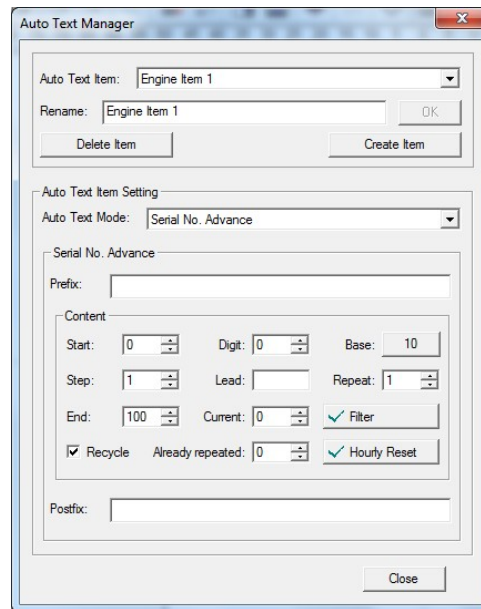 Auto Text Manager
Auto Text Item: Engine Item 1
Rename: Engine Item 1 OK
Delete Item Create Item
Auto Text Item Setting
Auto Text Mode: Serial No. Advance
Serial No. Advance
Prefix:
Content
Start: 0 Digit: 0 Base: 10
Step: 1 Lead: Repeat: 1
End: 100 Current: 0 Filter
Recycle Already repeated: 0 Hourly Reset
Postfix:
Close